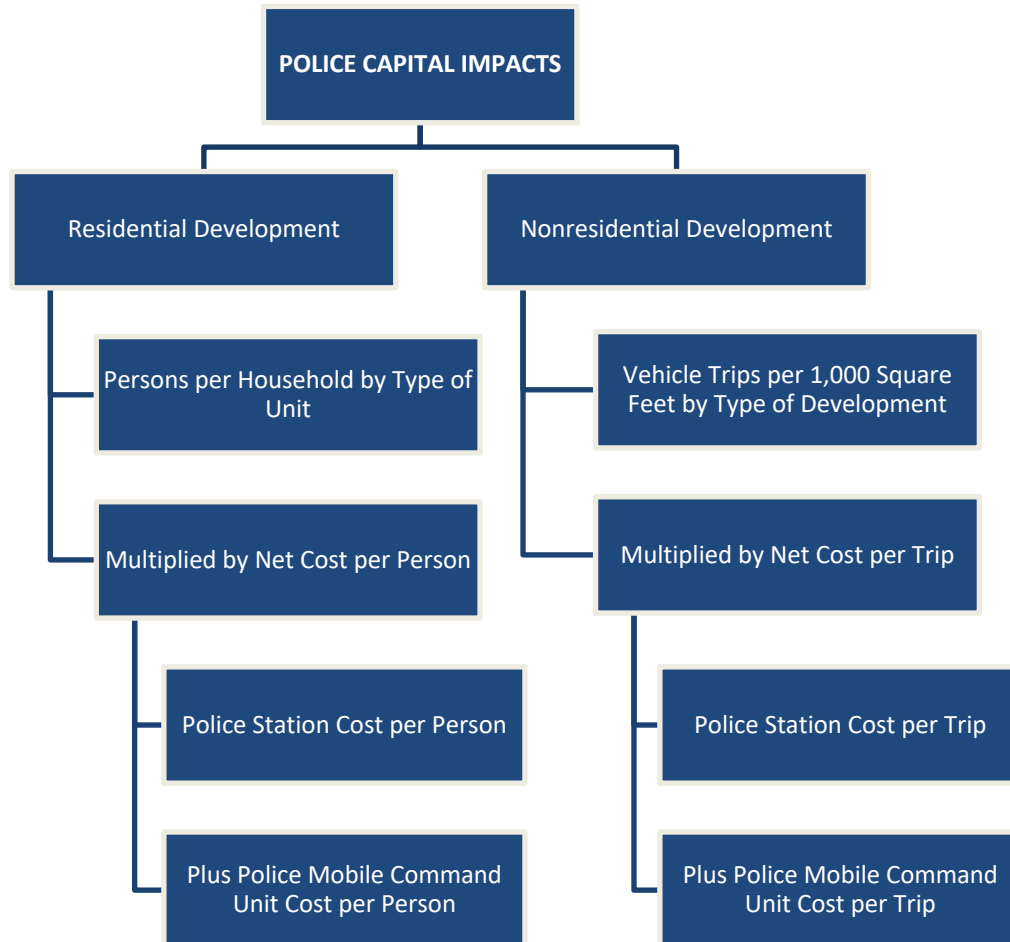 POLICE CAPITAL IMPACTS
Residential Development
Nonresidential Development
Persons per Household by Type of
Unit
Vehicle Trips per 1,000 Square
Feet by Type of Development
Multiplied by Net Cost per Person
Multiplied by Net Cost per Trip
Police Station Cost per Person
Police Station Cost per Trip
Plus Police Mobile Command
Unit Cost per Person
Plus Police Mobile Command
Unit Cost per Trip